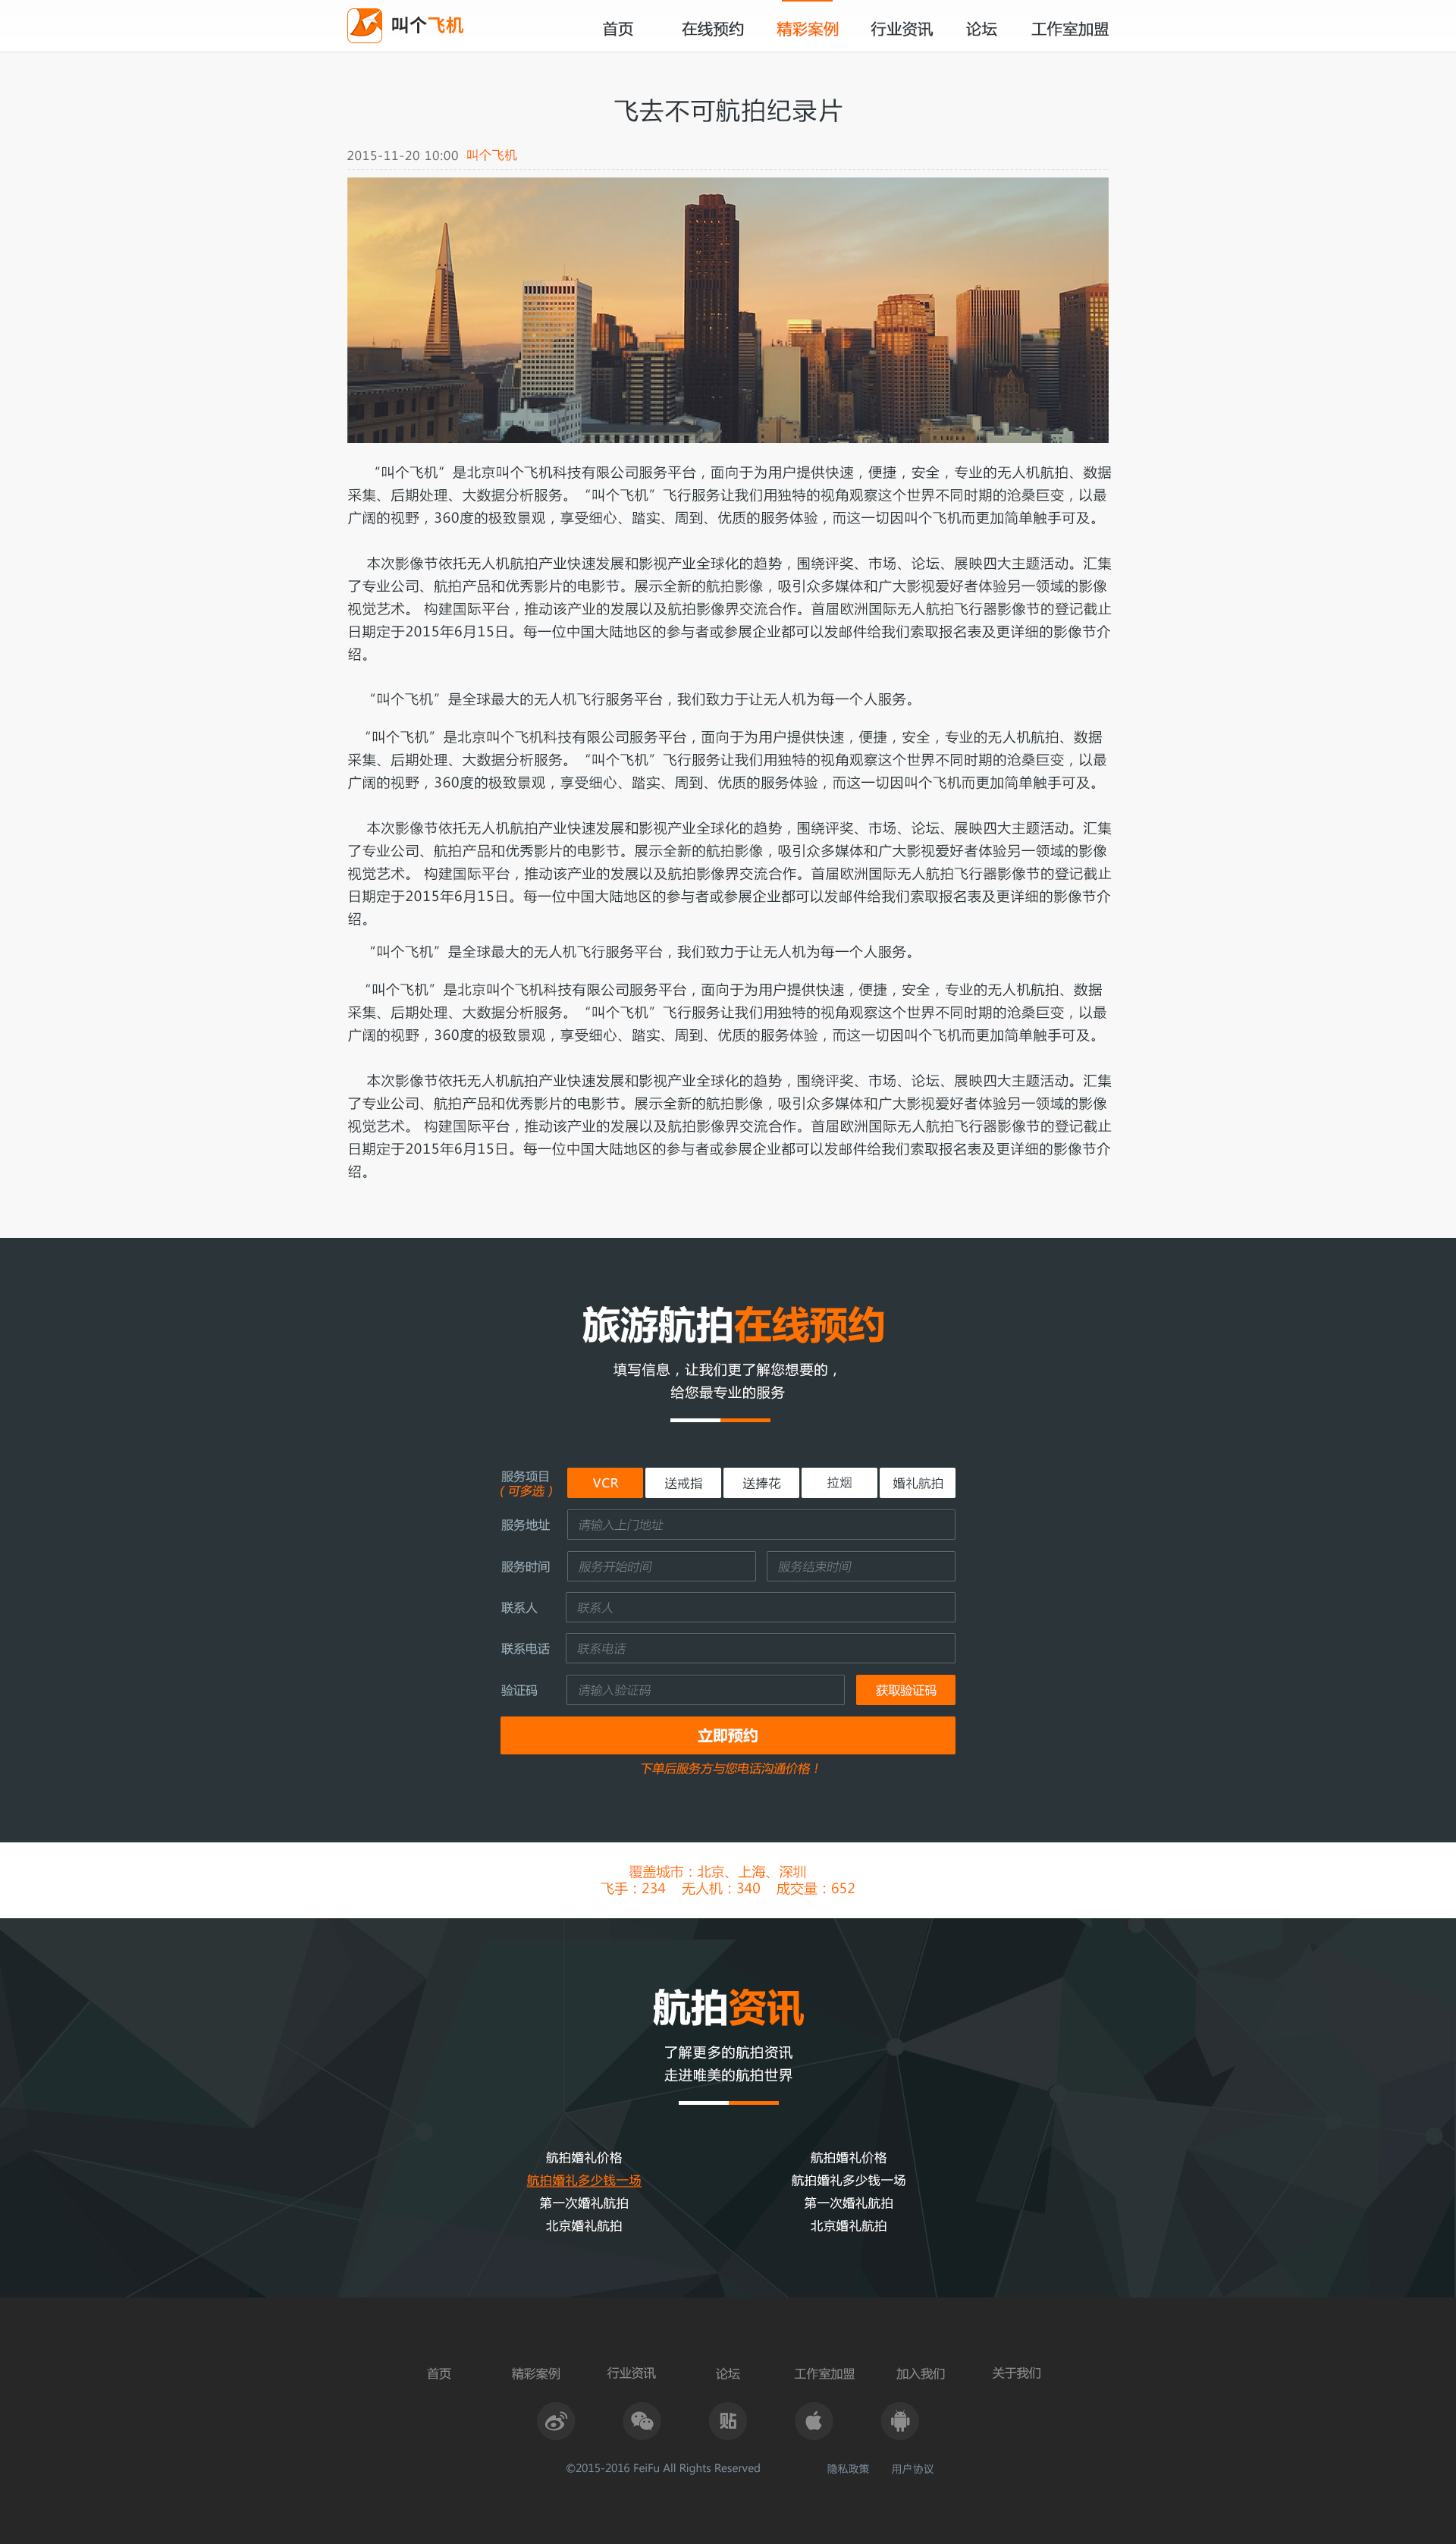 叫个飞机
首页 在线预约 精彩案例 行业资讯 论坛 工作室加盟
飞去不可航拍纪录片
2015-11-20 10:00 叫个飞机
“叫个飞机”是北京叫个飞机科技有限公司服务平台，面向于为用户提供快速，便捷，安全，专业的无人机航拍、数据
采集、后期处理、大数据分析服务。“叫个飞机”飞行服务让我们用独特的视角观察这个世界不同时期的沧桑巨变，以最
广阔的视野，360度的极致景观，享受细心、踏实、周到、优质的服务体验，而这一切因叫个飞机而更加简单触手可及。
本次影像节依托无人机航拍产业快速发展和影视产业全球化的趋势，围绕评奖、市场、论坛、展映四大主题活动。汇集
了专业公司、航拍产品和优秀影片的电影节。展示全新的航拍影像，吸引众多媒体和广大影视爱好者体验另一领域的影像
视觉艺术。 构建国际平台，推动该产业的发展以及航拍影像界交流合作。首届欧洲国际无人航拍飞行器影像节的登记截止
日期定于2015年6月15日。每一位中国大陆地区的参与者或参展企业都可以发邮件给我们索取报名表及更详细的影像节介
绍。
“叫个飞机”是全球最大的无人机飞行服务平台，我们致力于让无人机为每一个人服务。
“叫个飞机”是北京叫个飞机科技有限公司服务平台，面向于为用户提供快速，便捷，安全，专业的无人机航拍、数据
采集、后期处理、大数据分析服务。“叫个飞机”飞行服务让我们用独特的视角观察这个世界不同时期的沧桑巨变，以最
广阔的视野，360度的极致景观，享受细心、踏实、周到、优质的服务体验，而这一切因叫个飞机而更加简单触手可及。
本次影像节依托无人机航拍产业快速发展和影视产业全球化的趋势，围绕评奖、市场、论坛、展映四大主题活动。汇集
了专业公司、航拍产品和优秀影片的电影节。展示全新的航拍影像，吸引众多媒体和广大影视爱好者体验另一领域的影像
视觉艺术。 构建国际平台，推动该产业的发展以及航拍影像界交流合作。首届欧洲国际无人航拍飞行器影像节的登记截止
日期定于2015年6月15日。每一位中国大陆地区的参与者或参展企业都可以发邮件给我们索取报名表及更详细的影像节介
绍。
“叫个飞机”是全球最大的无人机飞行服务平台，我们致力于让无人机为每一个人服务。
“叫个飞机”是北京叫个飞机科技有限公司服务平台，面向于为用户提供快速，便捷，安全，专业的无人机航拍、数据
采集、后期处理、大数据分析服务。“叫个飞机”飞行服务让我们用独特的视角观察这个世界不同时期的沧桑巨变，以最
广阔的视野，360度的极致景观，享受细心、踏实、周到、优质的服务体验，而这一切因叫个飞机而更加简单触手可及。
本次影像节依托无人机航拍产业快速发展和影视产业全球化的趋势，围绕评奖、市场、论坛、展映四大主题活动。汇集
了专业公司、航拍产品和优秀影片的电影节。展示全新的航拍影像，吸引众多媒体和广大影视爱好者体验另一领域的影像
视觉艺术。 构建国际平台，推动该产业的发展以及航拍影像界交流合作。首届欧洲国际无人航拍飞行器影像节的登记截止
日期定于2015年6月15日。每一位中国大陆地区的参与者或参展企业都可以发邮件给我们索取报名表及更详细的影像节介
绍。
旅游航拍在线预约
填写信息，让我们更了解您想要的，
给您最专业的服务
服务项目 VCR 送戒指 送捧花 拉烟 婚礼航拍
（可多选）
服务地址 请输入上门地址
服务时间 服务开始时间 服务结束时间
联系人 联系人
联系电话 联系电话
验证码 请输入验证码 获取验证码
立即预约
下单后服务方与您电话沟通价格！
覆盖城市：北京、上海、深圳
飞手：234 无人机：340 成交量：652
航拍资讯
了解更多的航拍资讯
走进唯美的航拍世界
航拍婚礼价格 航拍婚礼价格
航拍婚礼多少钱一场 航拍婚礼多少钱一场
第一次婚礼航拍 第一次婚礼航拍
北京婚礼航拍 北京婚礼航拍
首页 精彩案例 行业资讯 论坛 工作室加盟 加入我们 关于我们
贴
©2015-2016 FeiFu All Rights Reserved 隐私政策 用户协议